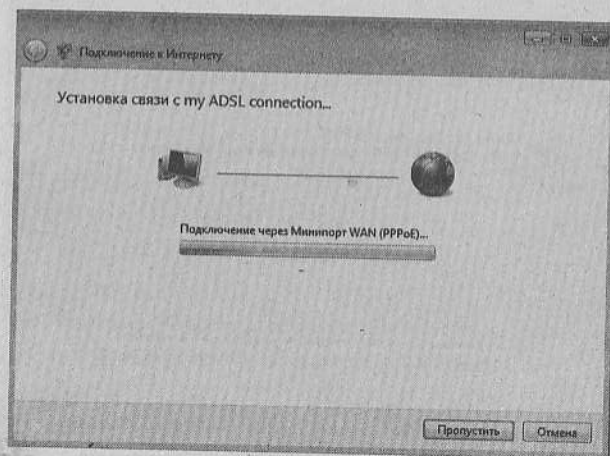 Подключение к Интернету
Установка связи с my ADSL connection...
Подключение через Минипорт WAN (PPPoE)...
Пропустить
Отмена